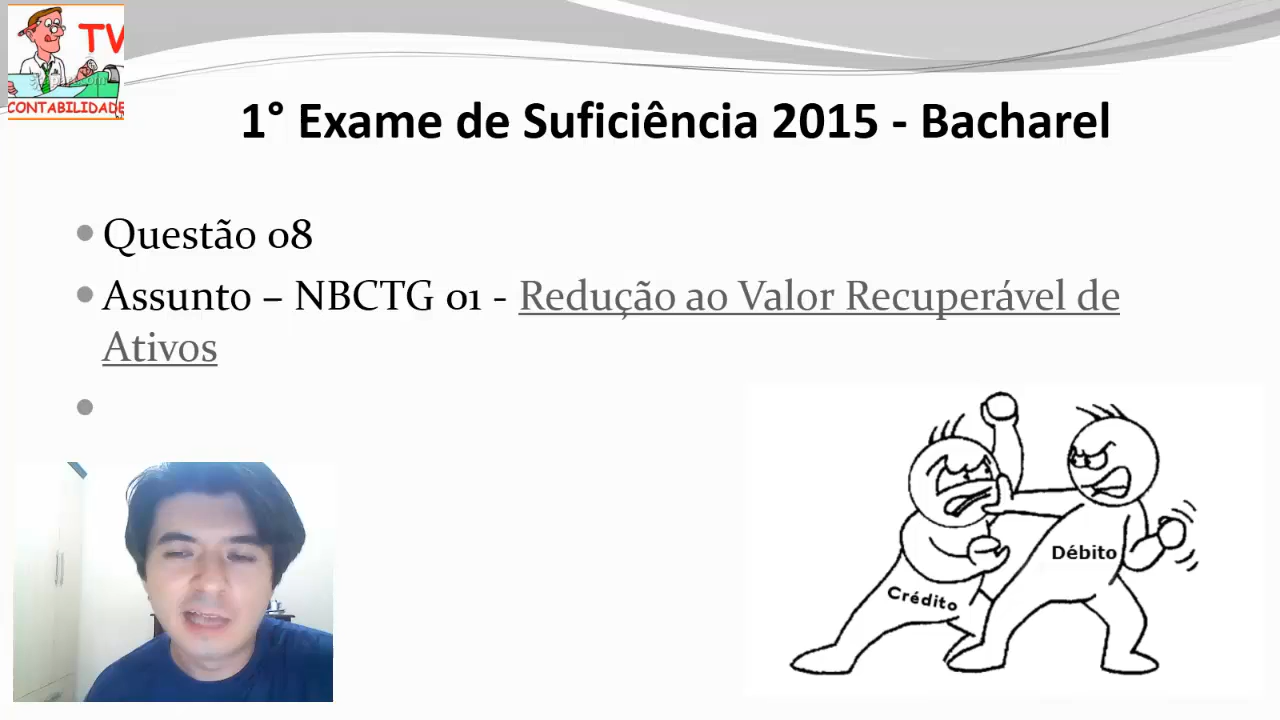 TV
CONTABILIDADE
1° Exame de Suficiência 2015 - Bacharel
Questão 08
Assunto – NBCTG 01 - Redução ao Valor Recuperável de
Ativos
Crédito
Débito